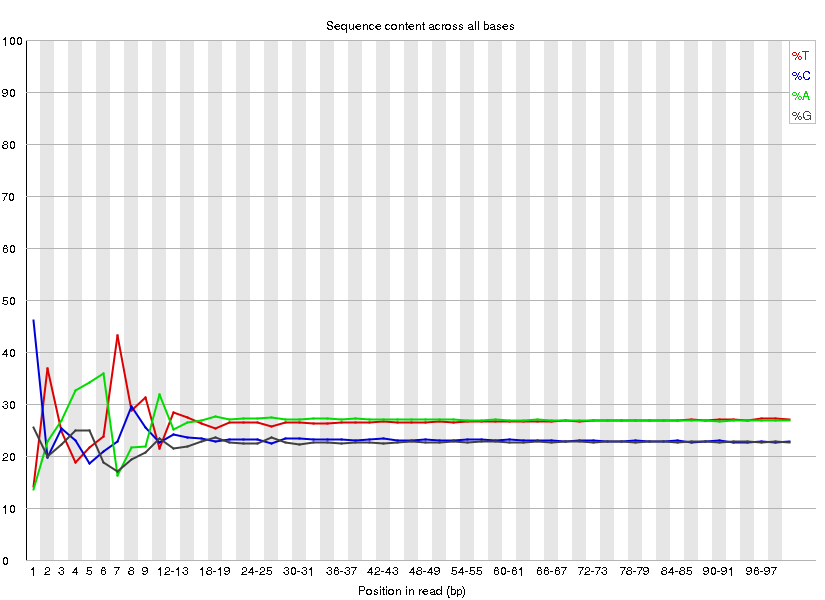 Sequence content across all bases
100
90
80
70
60
50
40
30
20
10
0
%T
%C
%A
%G
1 2 3 4 5 6 7 8 9 12-13 18-19 24-25 30-31 36-37 42-43 48-49 54-55 60-61 66-67 72-73 78-79 84-85 90-91 96-97
Position in read (bp)